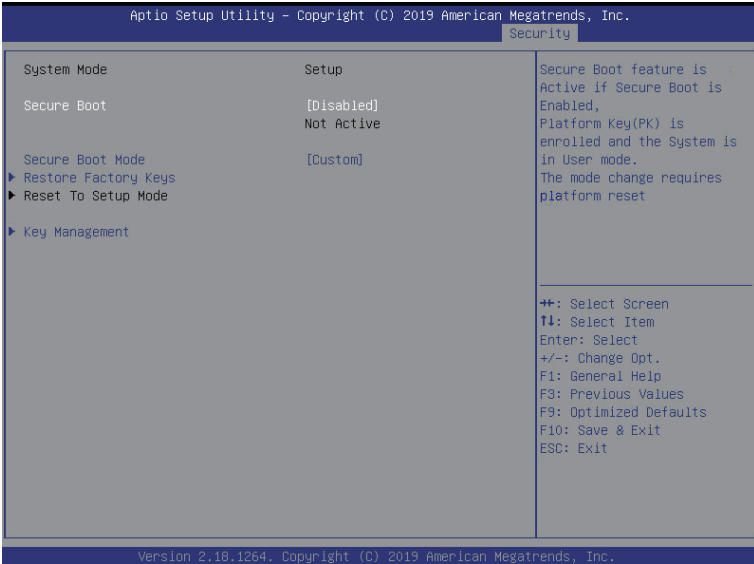 Aptio Setup Utility – Copyright (C) 2019 American Megatrends, Inc.
Security
System Mode Setup
Secure Boot [Disabled]
Not Active
Secure Boot Mode [Custom]
Restore Factory Keys
Reset To Setup Mode
Key Management
Secure Boot feature is
Active if Secure Boot is
Enabled,
Platform Key(PK) is
enrolled and the System is
in User mode.
The mode change requires
platform reset
→←: Select Screen
↑↓: Select Item
Enter: Select
+/-: Change Opt.
F1: General Help
F3: Previous Values
F9: Optimized Defaults
F10: Save & Exit
ESC: Exit
Version 2.18.1264. Copyright (C) 2019 American Megatrends, Inc.